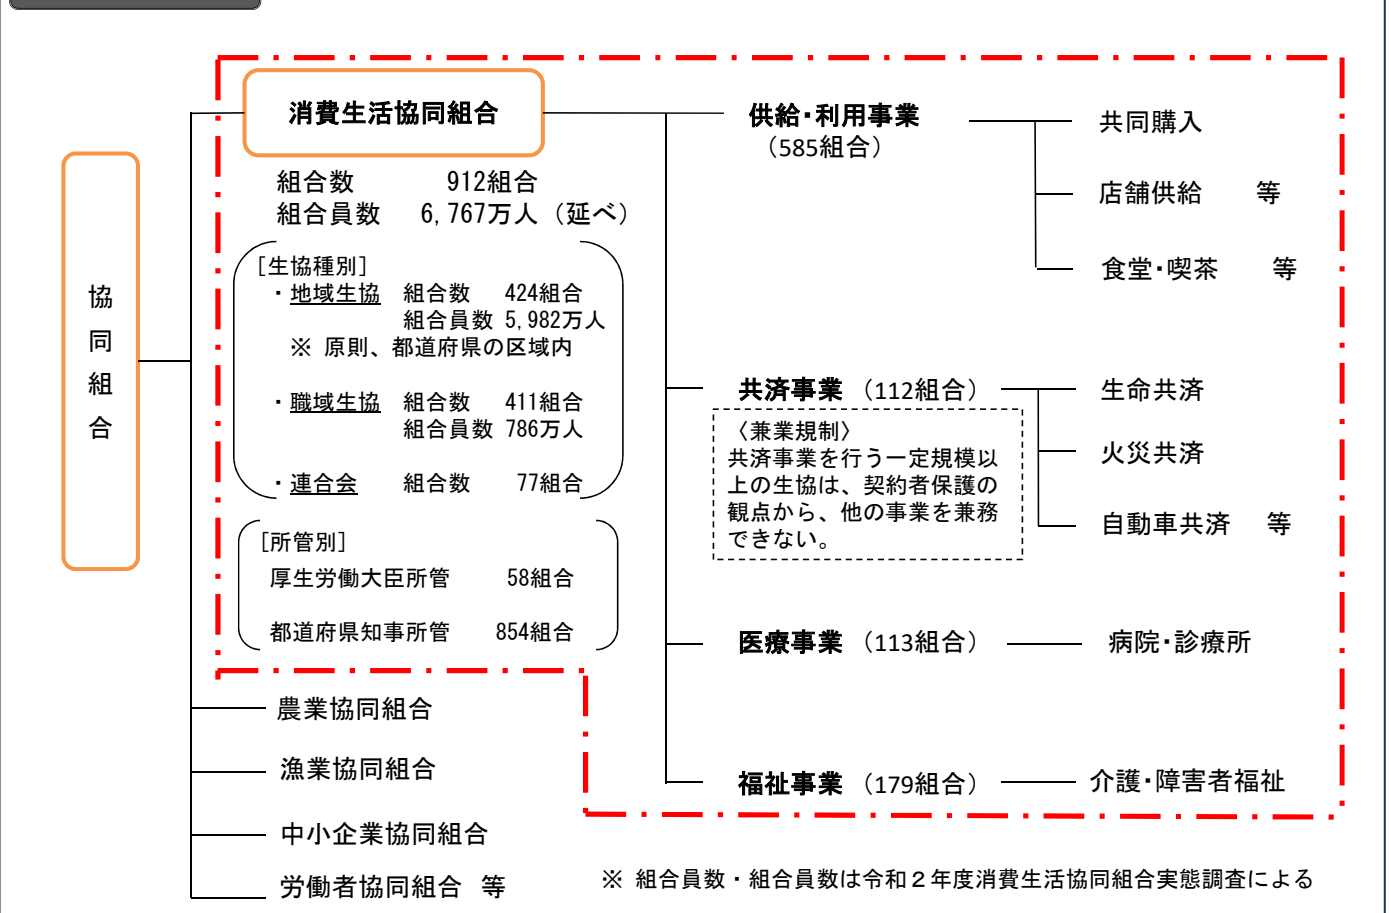 協同組合
消費生活協同組合
組合数 912組合
組合員数 6,767万人（延べ）
［生協種別］
・地域生協 組合数 424組合
組合員数 5,982万人
※ 原則、都道府県の区域内
・職域生協 組合数 411組合
組合員数 786万人
・連合会 組合数 77組合
［所管別］
厚生労働大臣所管 58組合
都道府県知事所管 854組合
農業協同組合
漁業協同組合
中小企業協同組合
労働者協同組合 等
供給・利用事業
（585組合）
共同購入
店舗供給 等
食堂・喫茶 等
共済事業（112組合）
〈兼業規制〉
共済事業を行う一定規模以
上の生協は、契約者保護の
観点から、他の事業を兼務
できない。
生命共済
火災共済
自動車共済 等
医療事業（113組合）
病院・診療所
福祉事業（179組合）
介護・障害者福祉
※ 組合員数・組合員数は令和２年度消費生活協同組合実態調査による